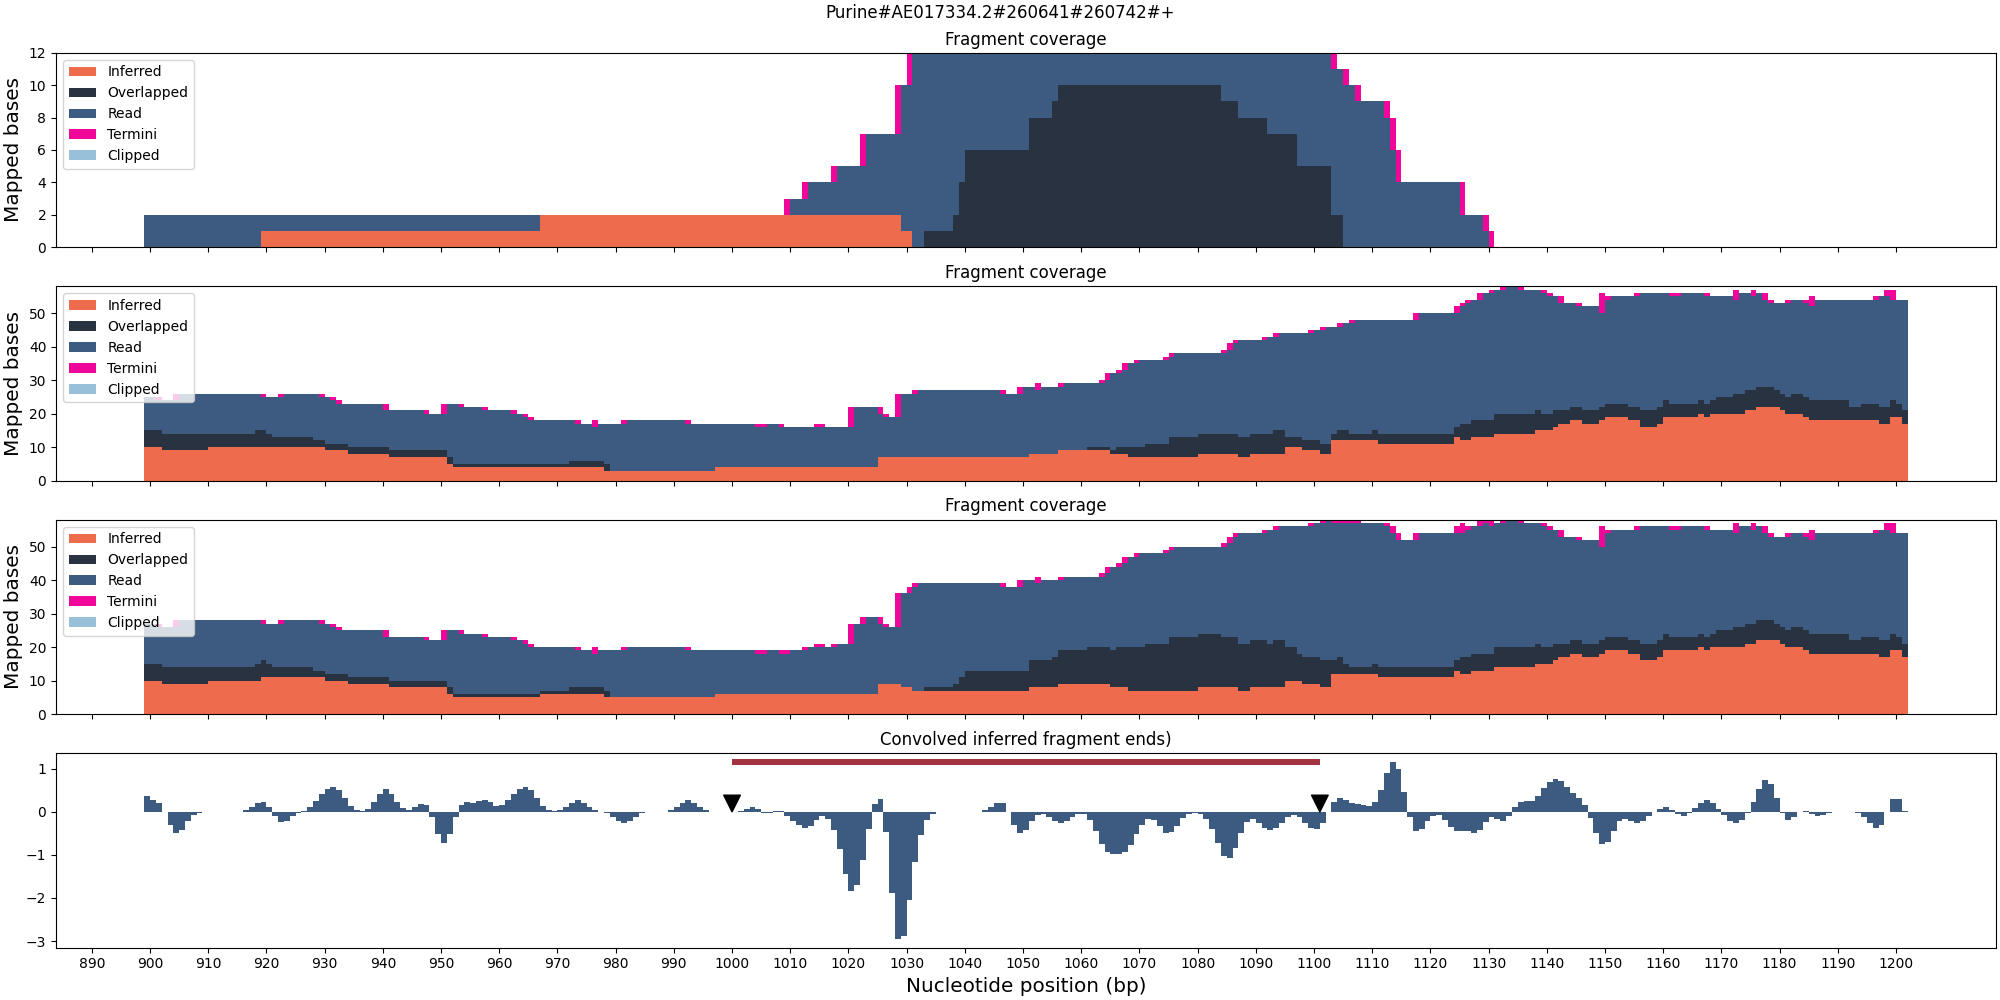 Purine#AE017334.2#260641#260742#+
Fragment coverage
Mapped bases
12
10
8
6
4
2
0
Inferred
Overlapped
Read
Termini
Clipped
Fragment coverage
Mapped bases
50
40
30
20
10
0
Inferred
Overlapped
Read
Termini
Clipped
Fragment coverage
Mapped bases
50
40
30
20
10
0
Inferred
Overlapped
Read
Termini
Clipped
Convolved inferred fragment ends)
1
0
−1
−2
−3
890 900 910 920 930 940 950 960 970 980 990 1000 1010 1020 1030 1040 1050 1060 1070 1080 1090 1100 1110 1120 1130 1140 1150 1160 1170 1180 1190 1200
Nucleotide position (bp)